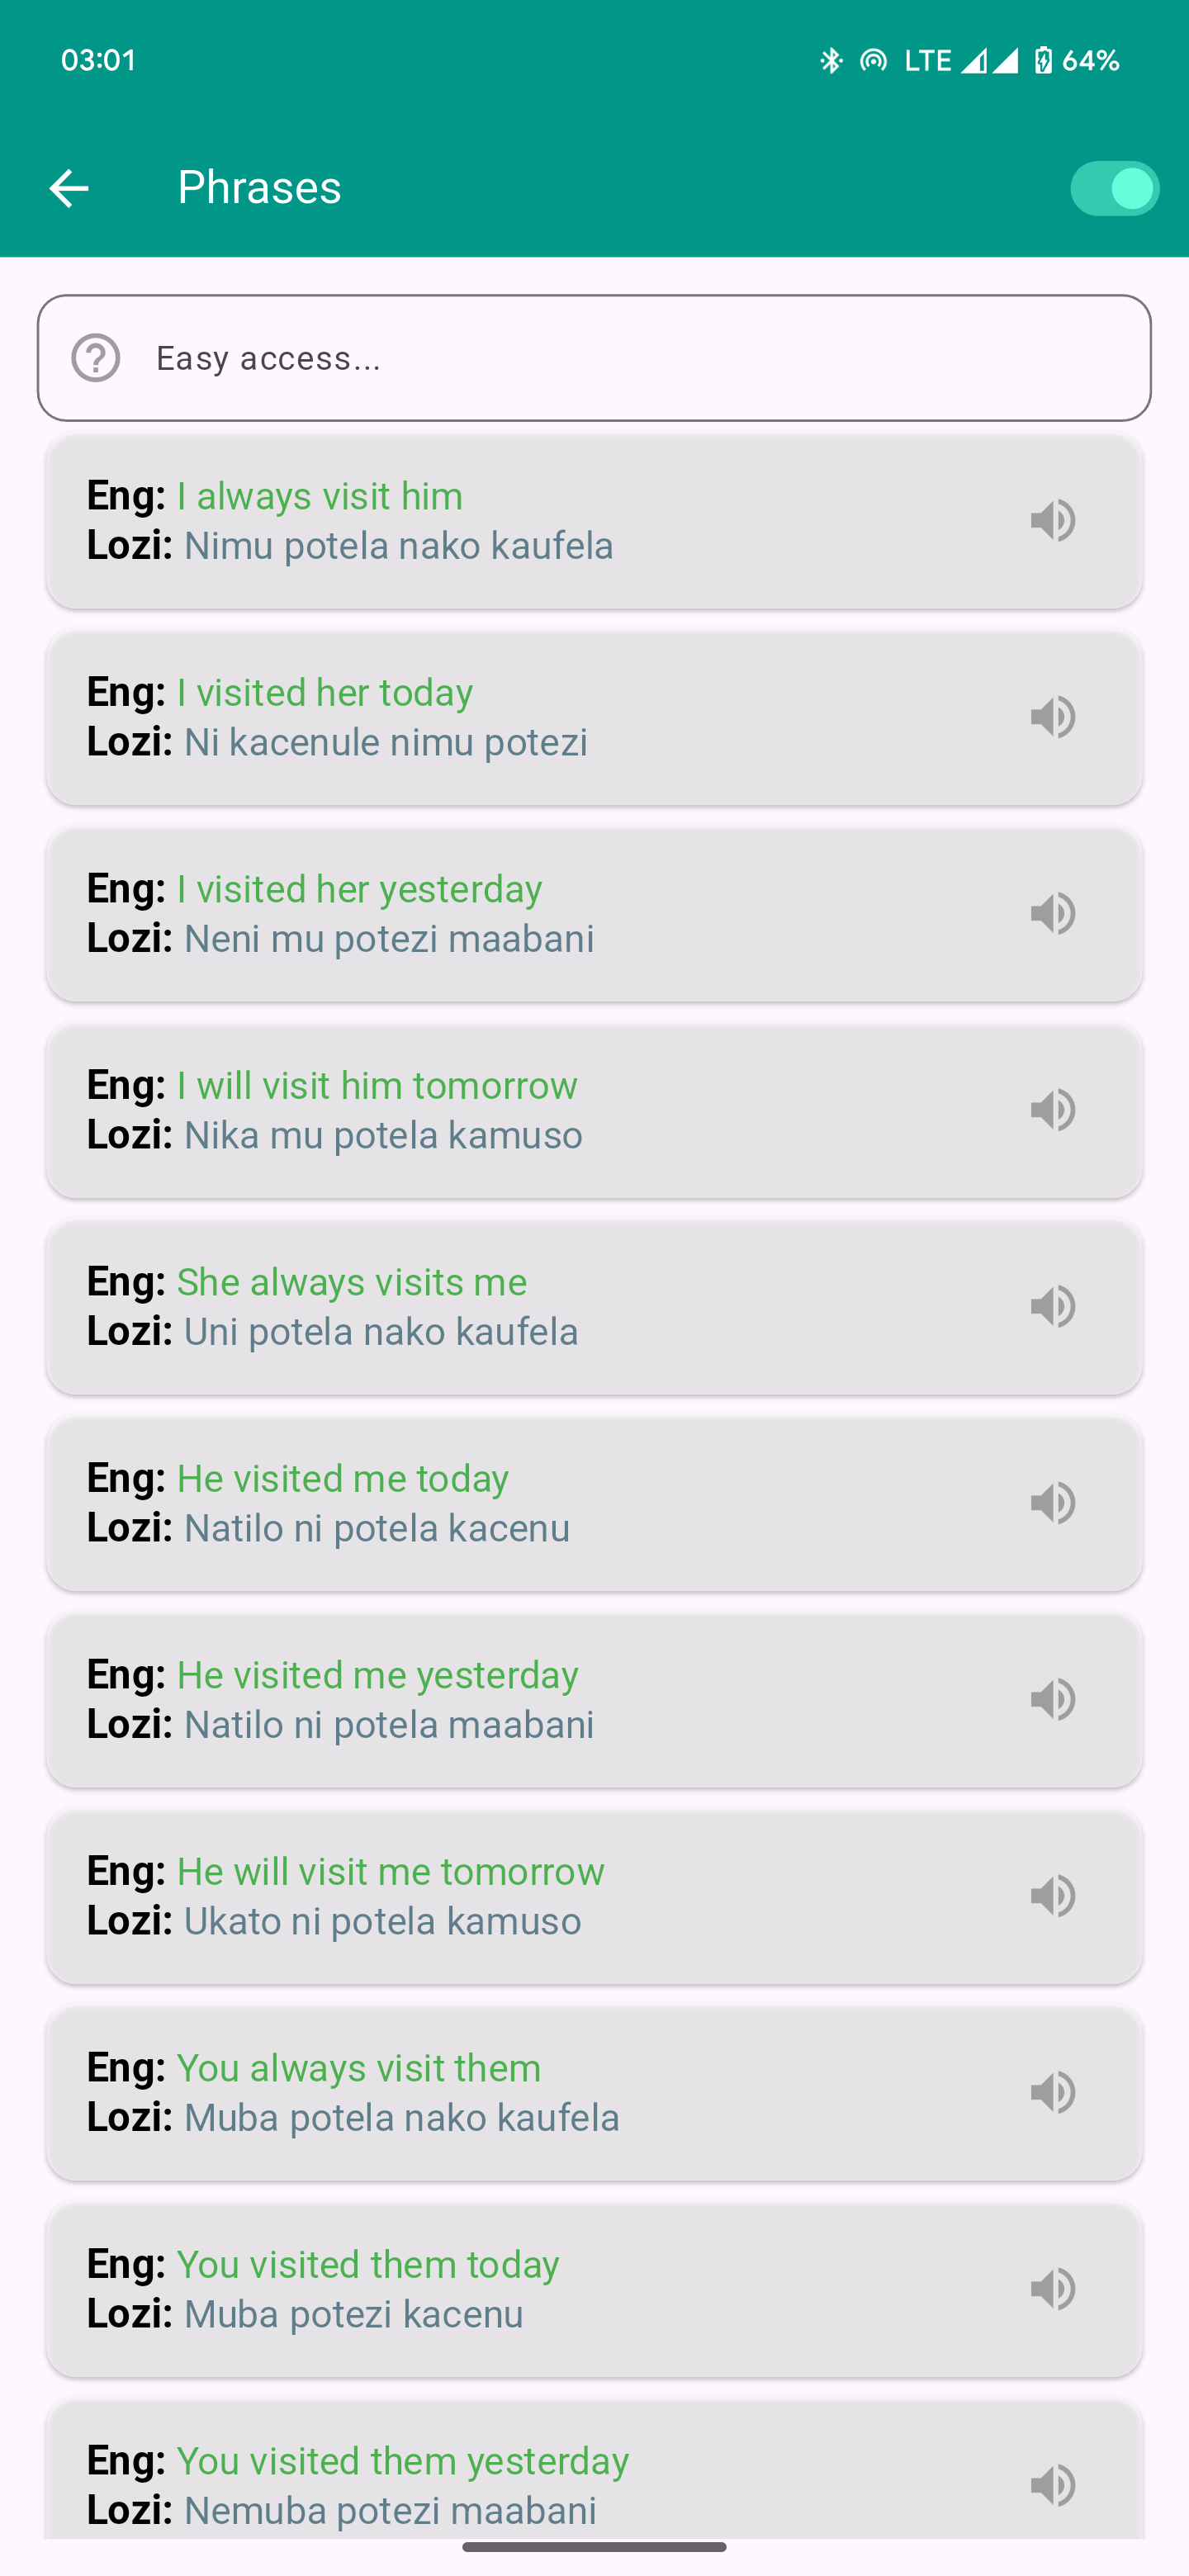 03:01
LTE 64%
Phrases
Easy access...
Eng: I always visit him
Lozi: Nimu potela nako kaufela
Eng: I visited her today
Lozi: Ni kacenule nimu potezi
Eng: I visited her yesterday
Lozi: Neni mu potezi maabani
Eng: I will visit him tomorrow
Lozi: Nika mu potela kamuso
Eng: She always visits me
Lozi: Uni potela nako kaufela
Eng: He visited me today
Lozi: Natilo ni potela kacenu
Eng: He visited me yesterday
Lozi: Natilo ni potela maabani
Eng: He will visit me tomorrow
Lozi: Ukato ni potela kamuso
Eng: You always visit them
Lozi: Muba potela nako kaufela
Eng: You visited them today
Lozi: Muba potezi kacenu
Eng: You visited them yesterday
Lozi: Nemuba potezi maabani